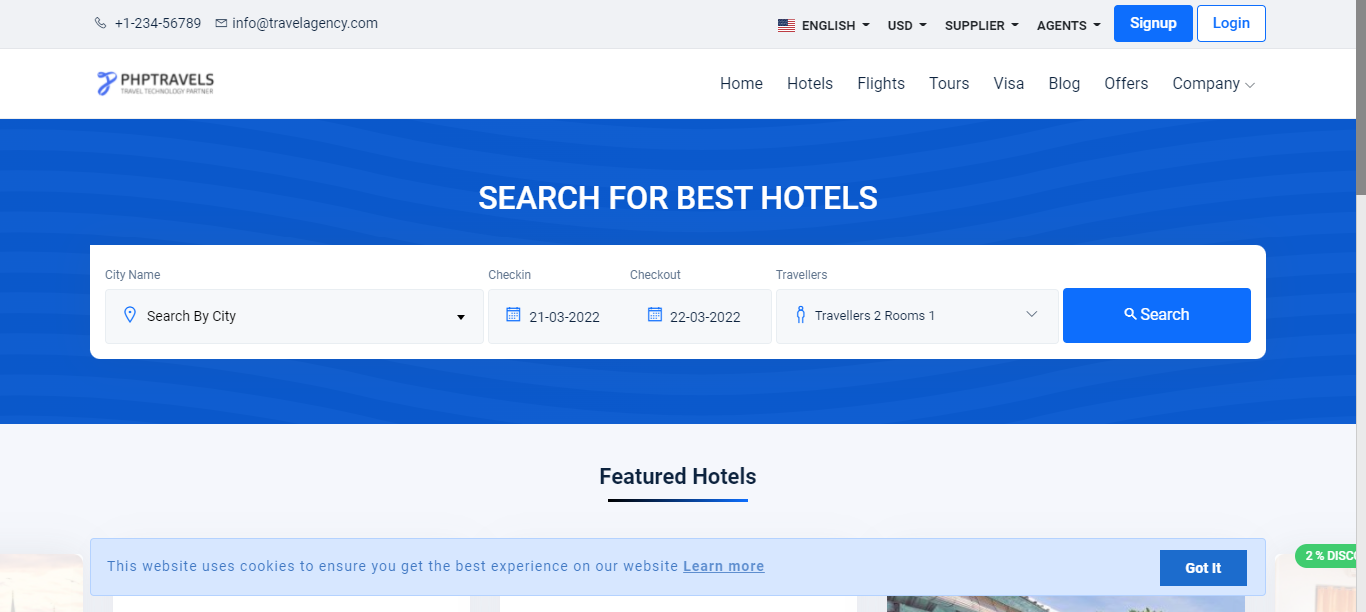 +1-234-56789 info@travelagency.com ENGLISH USD SUPPLIER AGENTS Signup Login
PHPTRAVELS
TRAVEL TECHNOLOGY PARTNER
Home Hotels Flights Tours Visa Blog Offers Company
SEARCH FOR BEST HOTELS
City Name Checkin Checkout Travellers
Search By City 21-03-2022 22-03-2022 Travellers 2 Rooms 1 Search
Featured Hotels
2 % DISCO
This website uses cookies to ensure you get the best experience on our website Learn more Got It